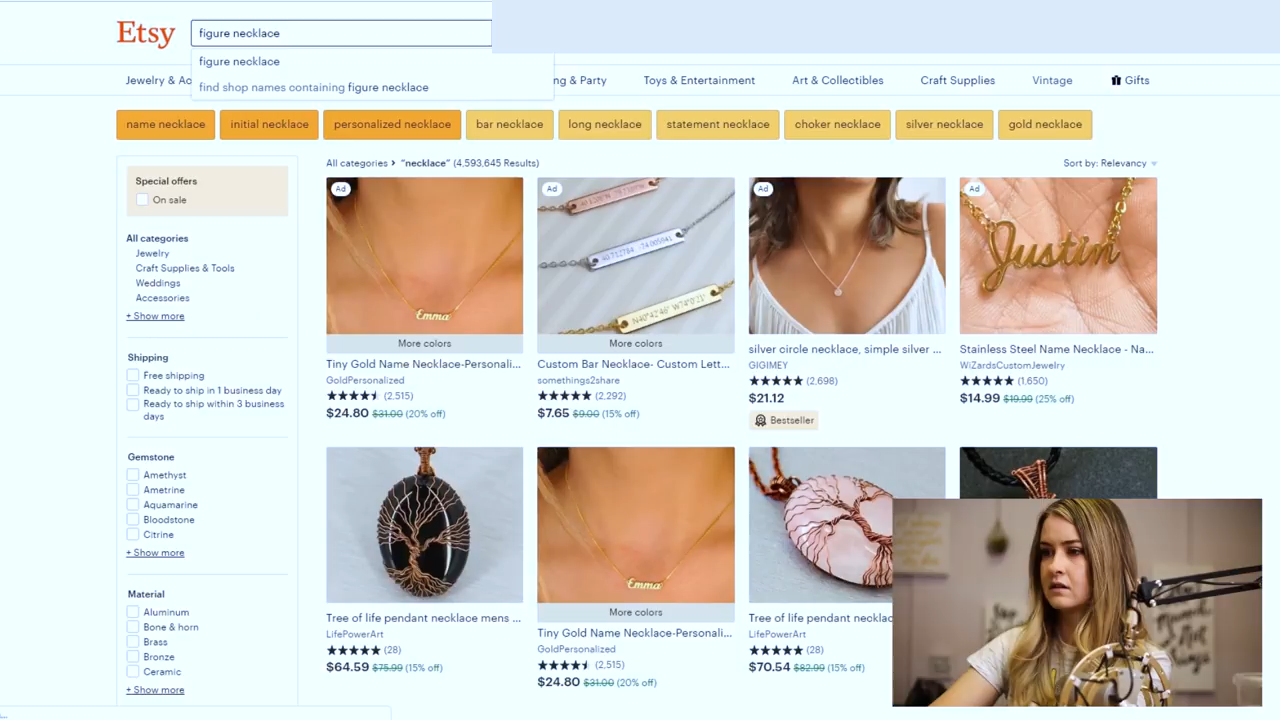 Etsy
figure necklace
figure necklace
find shop names containing figure necklace
Jewelry & Ac
ng & Party
Toys & Entertainment
Art & Collectibles
Craft Supplies
Vintage
Gifts
name necklace
initial necklace
personalized necklace
bar necklace
long necklace
statement necklace
choker necklace
silver necklace
gold necklace
All categories > "necklace" (4,593,645 Results)
Sort by: Relevancy
Special offers
On sale
All categories
Jewelry
Craft Supplies & Tools
Weddings
Accessories
+ Show more
Shipping
Free shipping
Ready to ship in 1 business day
Ready to ship within 3 business
days
Gemstone
Amethyst
Ametrine
Aquamarine
Bloodstone
Citrine
+ Show more
Material
Aluminum
Bone & horn
Brass
Bronze
Ceramic
+ Show more
Ad
Emma
More colors
Tiny Gold Name Necklace-Personali...
GoldPersonalized
(2,515)
$24.80 $31.00 (20% off)
Ad
N40°42'46" W74°0'21"
More colors
Custom Bar Necklace- Custom Lett...
somethings2share
(2,292)
$7.65 $9.00 (15% off)
Ad
silver circle necklace, simple silver ...
GIGIMEY
(2,698)
$21.12
Bestseller
Ad
Justin
Stainless Steel Name Necklace - Na...
WiZardsCustomJewelry
(1,650)
$14.99 $19.99 (25% off)
Tree of life pendant necklace mens ...
LifePowerArt
(28)
$64.59 $75.99 (15% off)
Emma
More colors
Tiny Gold Name Necklace-Personali...
GoldPersonalized
(2,515)
$24.80 $31.00 (20% off)
Tree of life pendant necklac
LifePowerArt
(28)
$70.54 $82.99 (15% off)